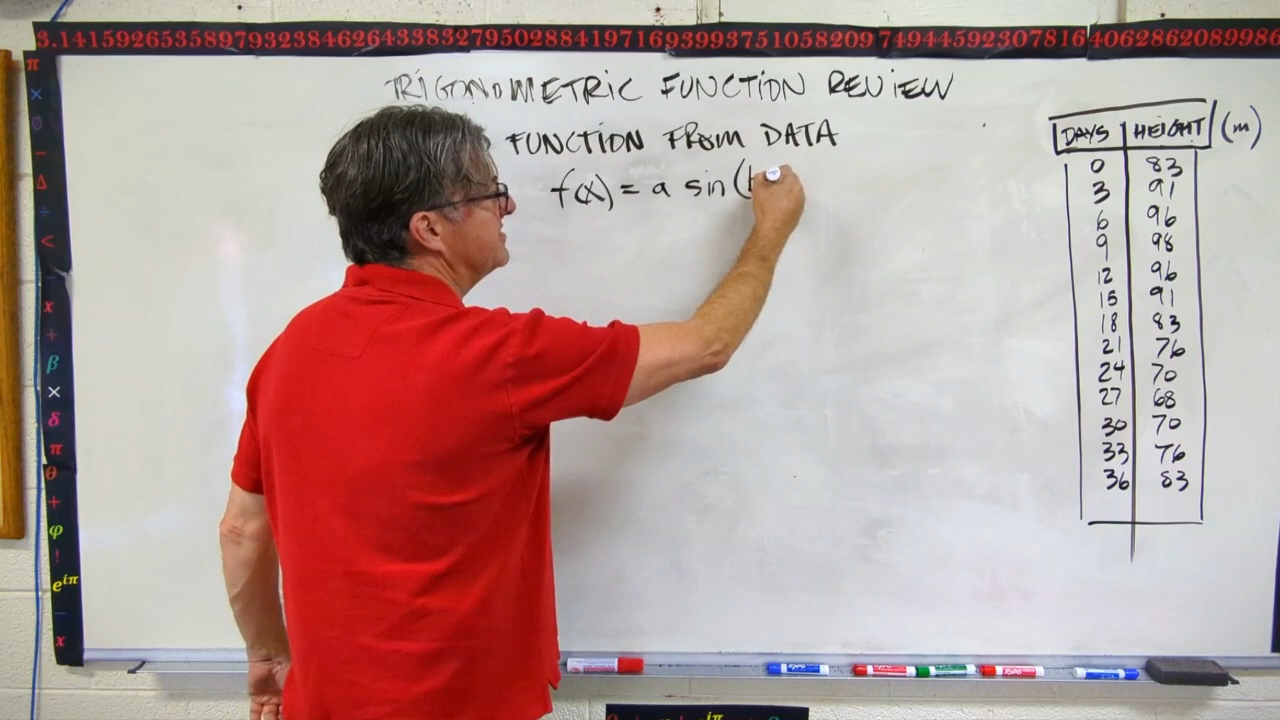 3.1415926535897932384626433832795028841971693993751058209749445923078164062862089986
TRIGONOMETRIC FUNCTION REVIEW
FUNCTION FROM DATA
f(x) = a sin(
DAYS HEIGHT (m)
0 83
3 91
6 96
9 98
12 96
15 91
18 83
21 76
24 70
27 68
30 70
33 76
36 83
π
×
-
Δ
÷
<
x
+
β
×
δ
π
θ
+
φ
!
e^iπ
x